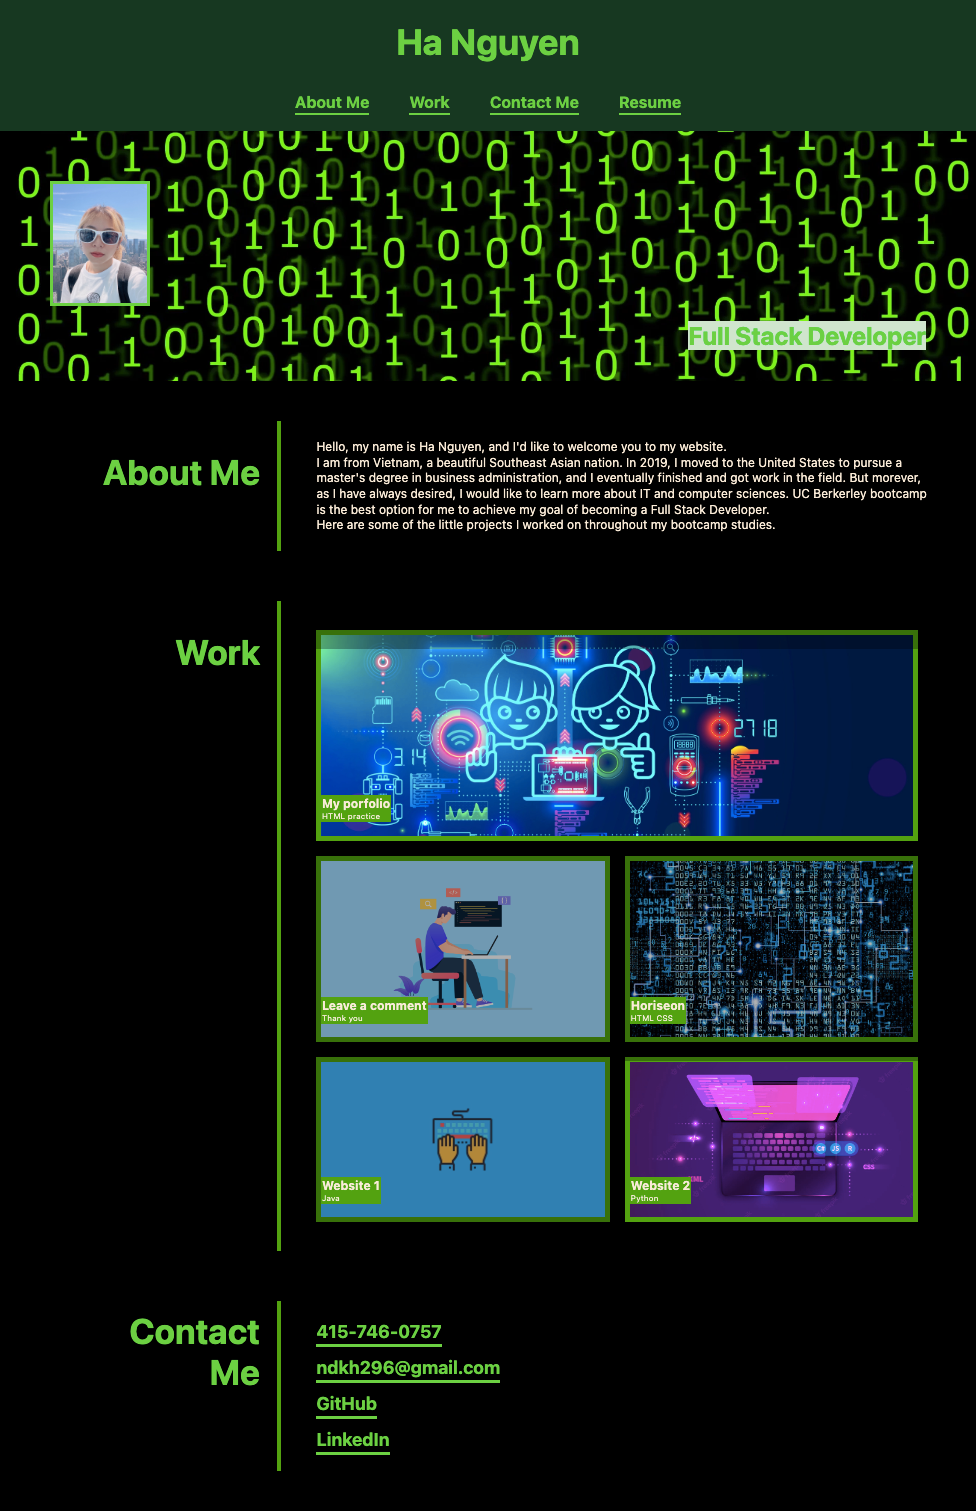 Ha Nguyen
About Me Work Contact Me Resume
Full Stack Developer
About Me
Hello, my name is Ha Nguyen, and I'd like to welcome you to my website.
I am from Vietnam, a beautiful Southeast Asian nation. In 2019, I moved to the United States to pursue a
master's degree in business administration, and I eventually finished and got work in the field. But morever,
as I have always desired, I would like to learn more about IT and computer sciences. UC Berkerley bootcamp
is the best option for me to achieve my goal of becoming a Full Stack Developer.
Here are some of the little projects I worked on throughout my bootcamp studies.
Work
2718
3.14
My porfolio
HTML practice
Leave a comment
Thank you
Horiseon
HTML CSS
Website 1
Java
C# JS R
CSS
Website 2
Python
Contact
Me
415-746-0757
ndkh296@gmail.com
GitHub
LinkedIn